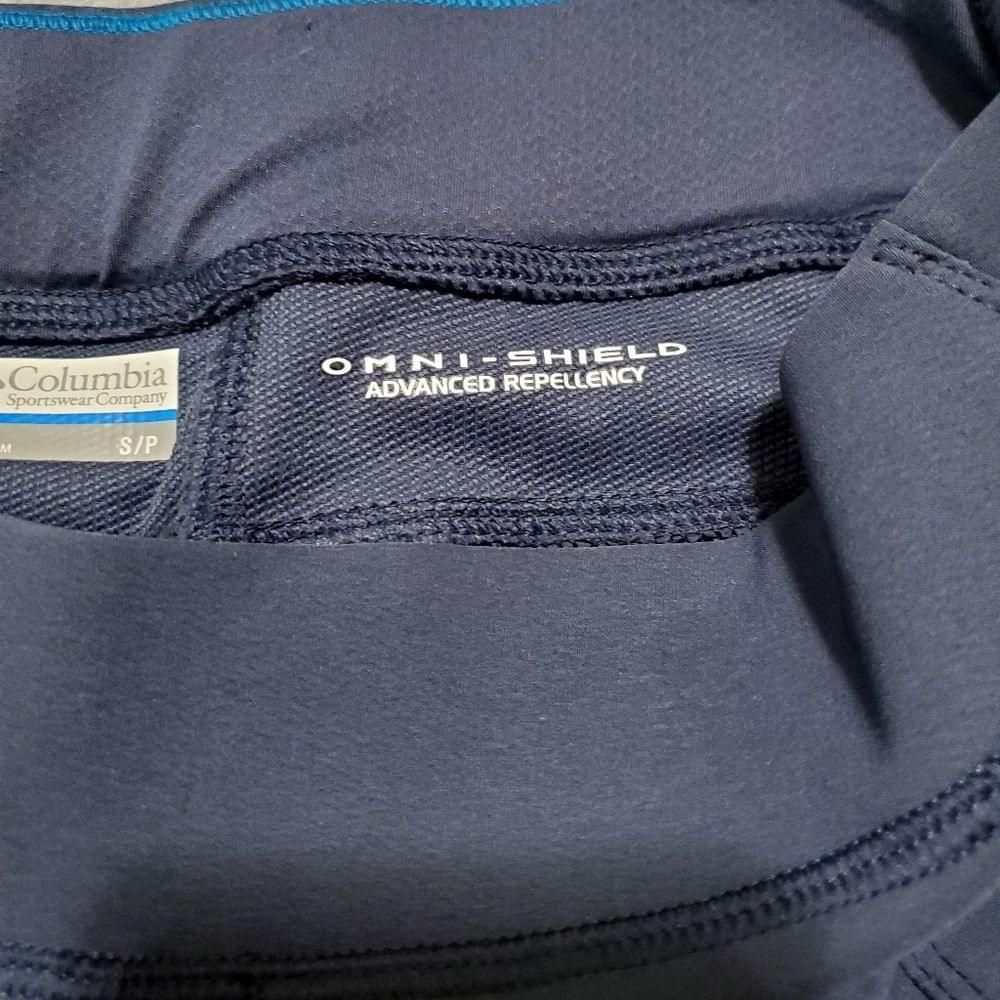 Columbia
Sportswear Company
M S/P
OMNI-SHIELD
ADVANCED REPELLENCY